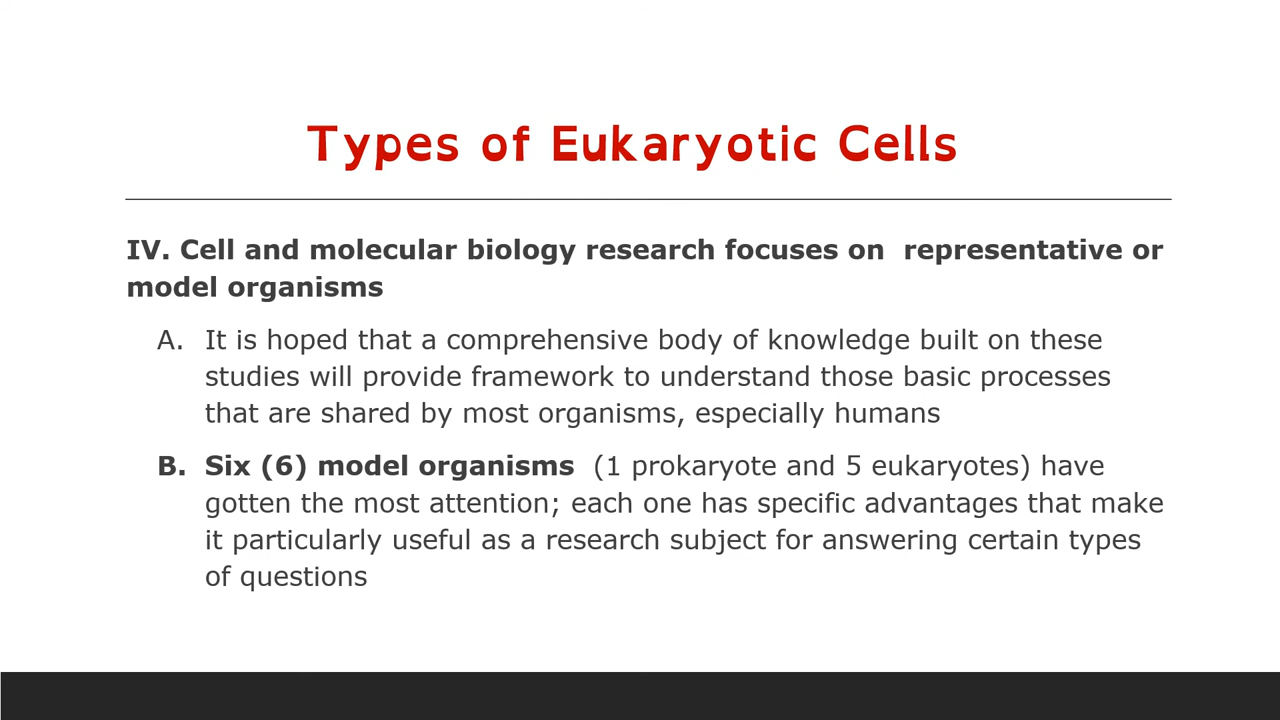 Types of Eukaryotic Cells
IV. Cell and molecular biology research focuses on  representative or
model organisms
A. It is hoped that a comprehensive body of knowledge built on these
studies will provide framework to understand those basic processes
that are shared by most organisms, especially humans
B. Six (6) model organisms  (1 prokaryote and 5 eukaryotes) have
gotten the most attention; each one has specific advantages that make
it particularly useful as a research subject for answering certain types
of questions